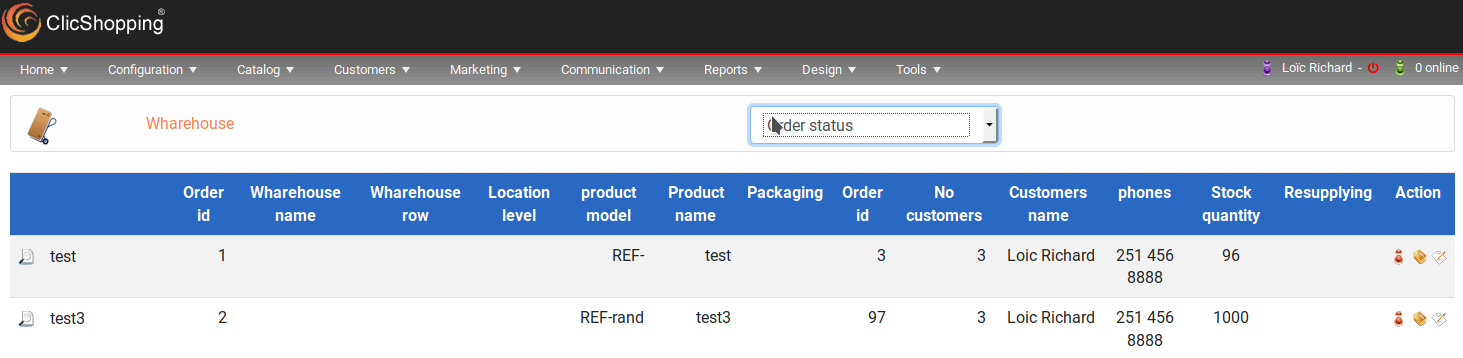 ClicShopping®
Home Configuration Catalog Customers Marketing Communication Reports Design Tools Loïc Richard - 0 online
Wharehouse Order status
Order id Wharehouse name Wharehouse row Location level product model Product name Packaging Order id No customers Customers name phones Stock quantity Resupplying Action
test 1 REF- test 3 3 Loic Richard 251 456 8888 96
test3 2 REF-rand test3 97 3 Loic Richard 251 456 8888 1000